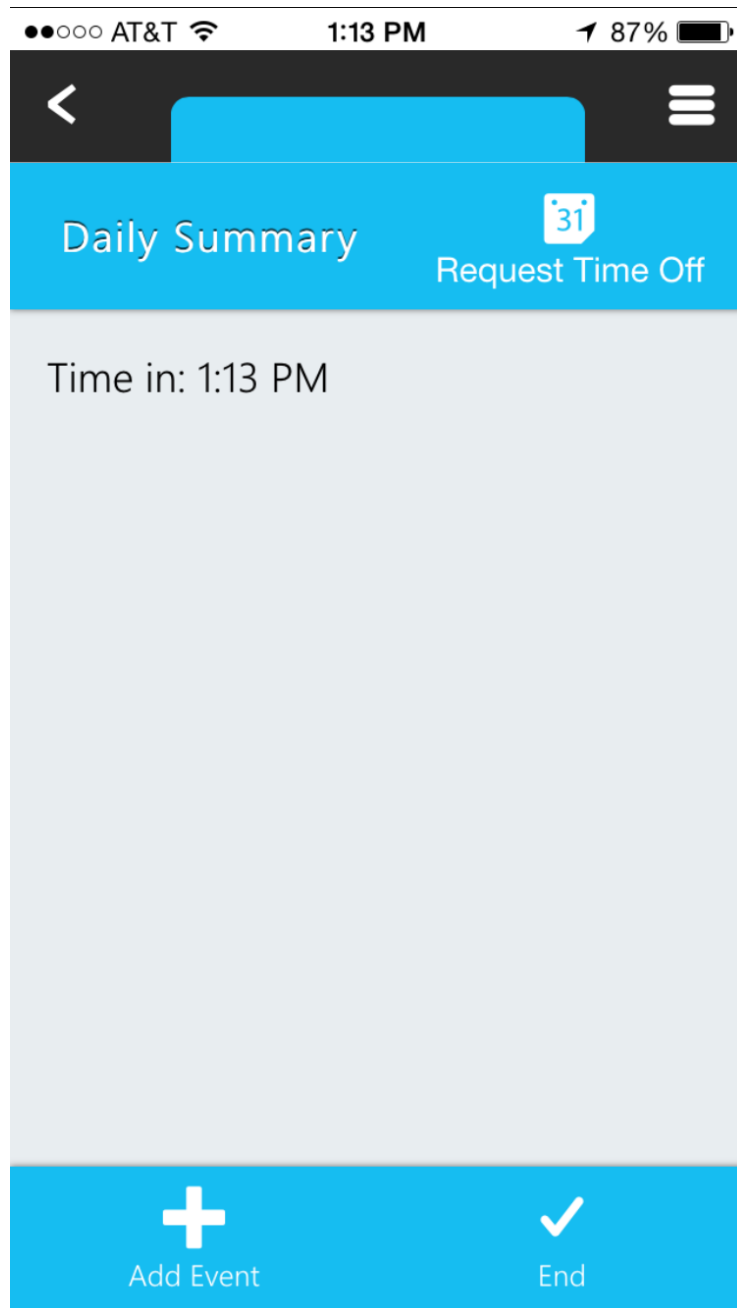 AT&T 1:13 PM 87%
31
Daily Summary
Request Time Off
Time in: 1:13 PM
Add Event End